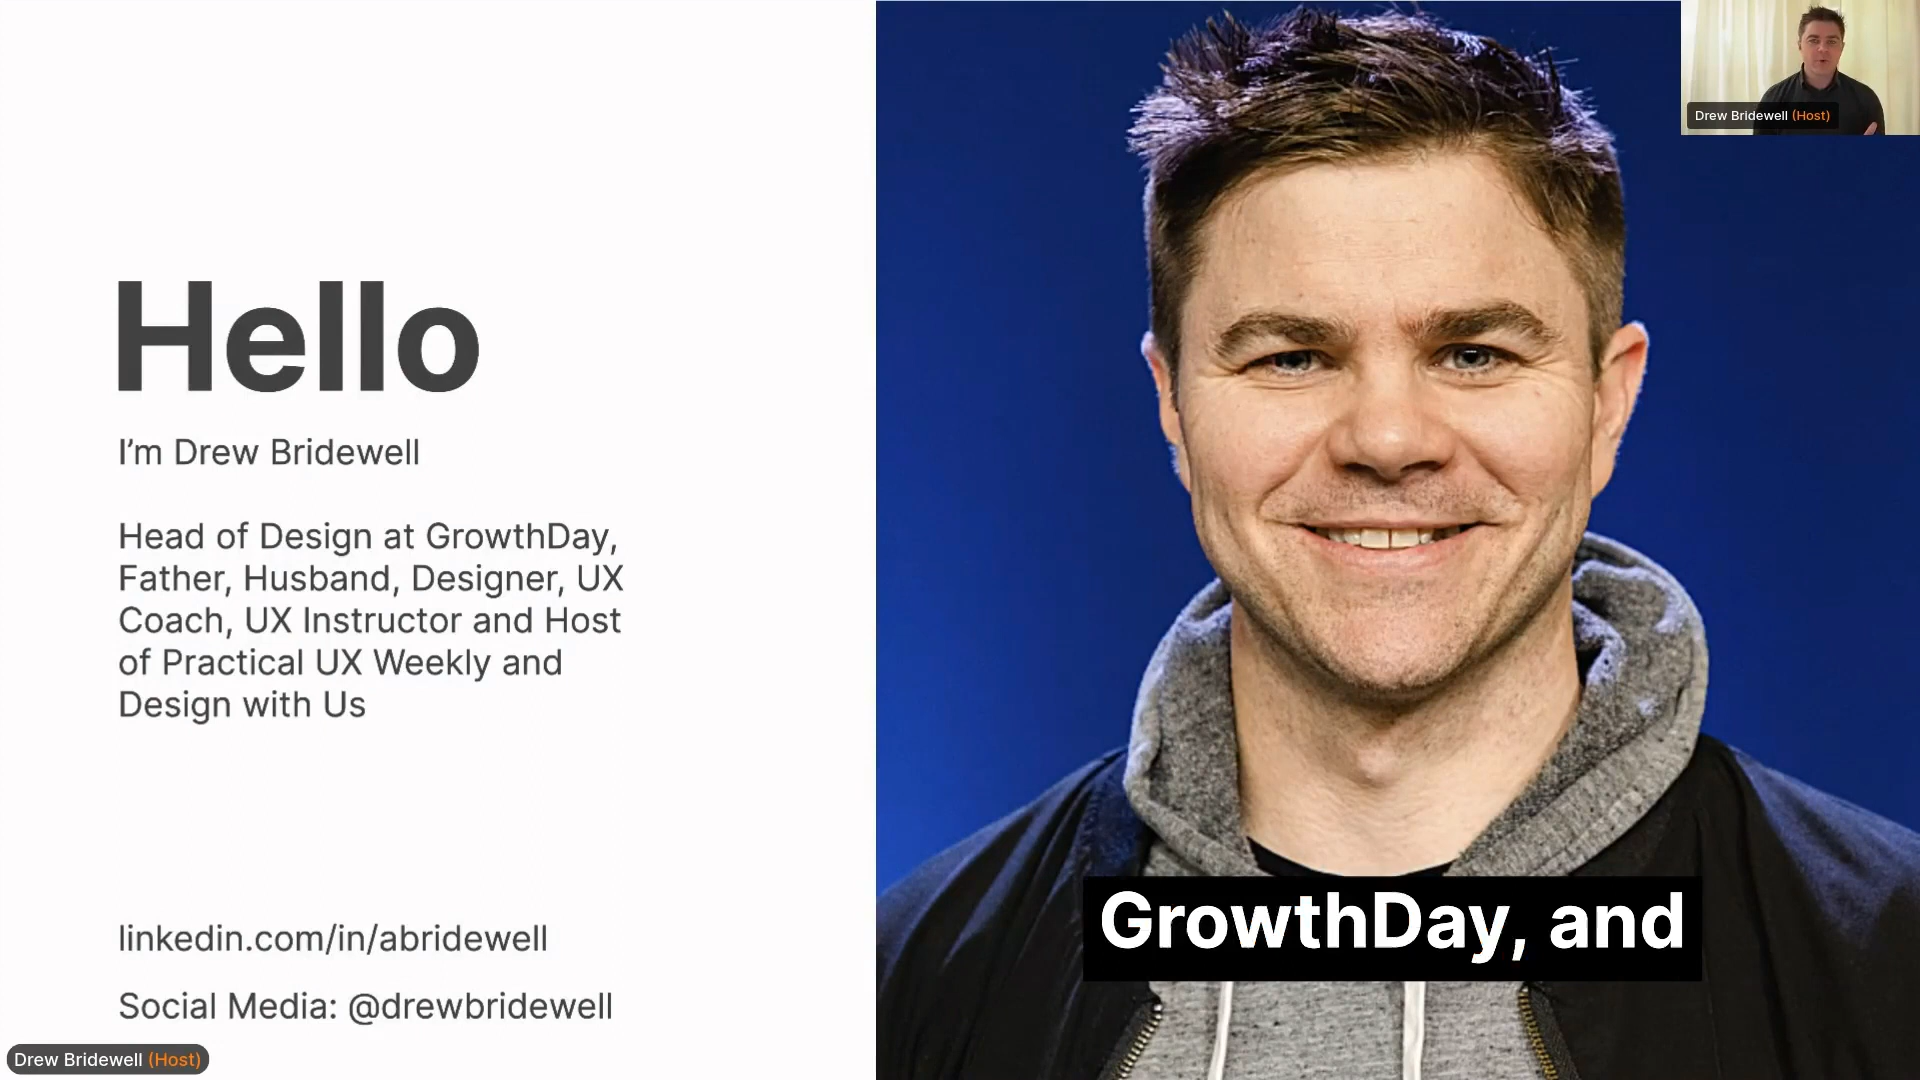 Hello
I’m Drew Bridewell
Head of Design at GrowthDay,
Father, Husband, Designer, UX
Coach, UX Instructor and Host
of Practical UX Weekly and
Design with Us
linkedin.com/in/abridewell
Social Media: @drewbridewell
Drew Bridewell (Host)
Drew Bridewell (Host)
GrowthDay, and